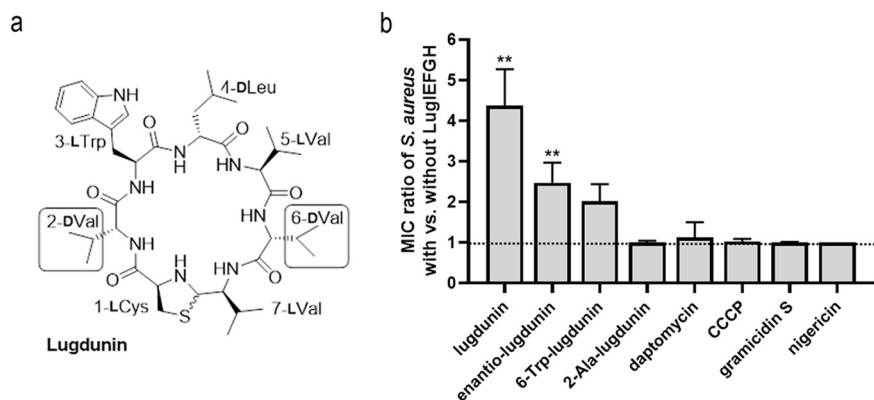 a
NH
4-DLeu
3-LTrp
O
O
5-LVal
N
H
HN
NH
O
O
2-DVal
NH
HN
6-DVal
O
HN
NH
O
1-LCys
S
7-LVal
Lugdunin
b
MIC ratio of S. aureus
with vs. without LugIEFGH
6
5
4
3
2
1
0
**
**
lugdunin
enantio-lugdunin
6-Trp-lugdunin
2-Ala-lugdunin
daptomycin
CCCP
gramicidin S
nigericin